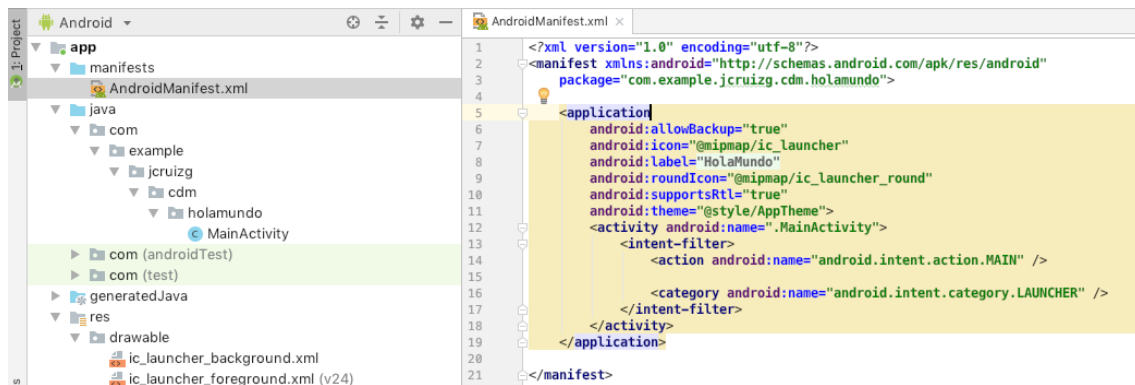 1: Project
Android
app
manifests
AndroidManifest.xml
java
com
example
jcruizg
cdm
holamundo
MainActivity
com (androidTest)
com (test)
generatedJava
res
drawable
ic_launcher_background.xml
ic_launcher_foreground.xml (v24)
AndroidManifest.xml
1 <?xml version="1.0" encoding="utf-8"?>
2 <manifest xmlns:android="http://schemas.android.com/apk/res/android"
3 package="com.example.jcruizg.cdm.holamundo">
4
5 <application
6 android:allowBackup="true"
7 android:icon="@mipmap/ic_launcher"
8 android:label="HolaMundo"
9 android:roundIcon="@mipmap/ic_launcher_round"
10 android:supportsRtl="true"
11 android:theme="@style/AppTheme">
12 <activity android:name=".MainActivity">
13 <intent-filter>
14 <action android:name="android.intent.action.MAIN" />
15
16 <category android:name="android.intent.category.LAUNCHER" />
17 </intent-filter>
18 </activity>
19 </application>
20
21 </manifest>